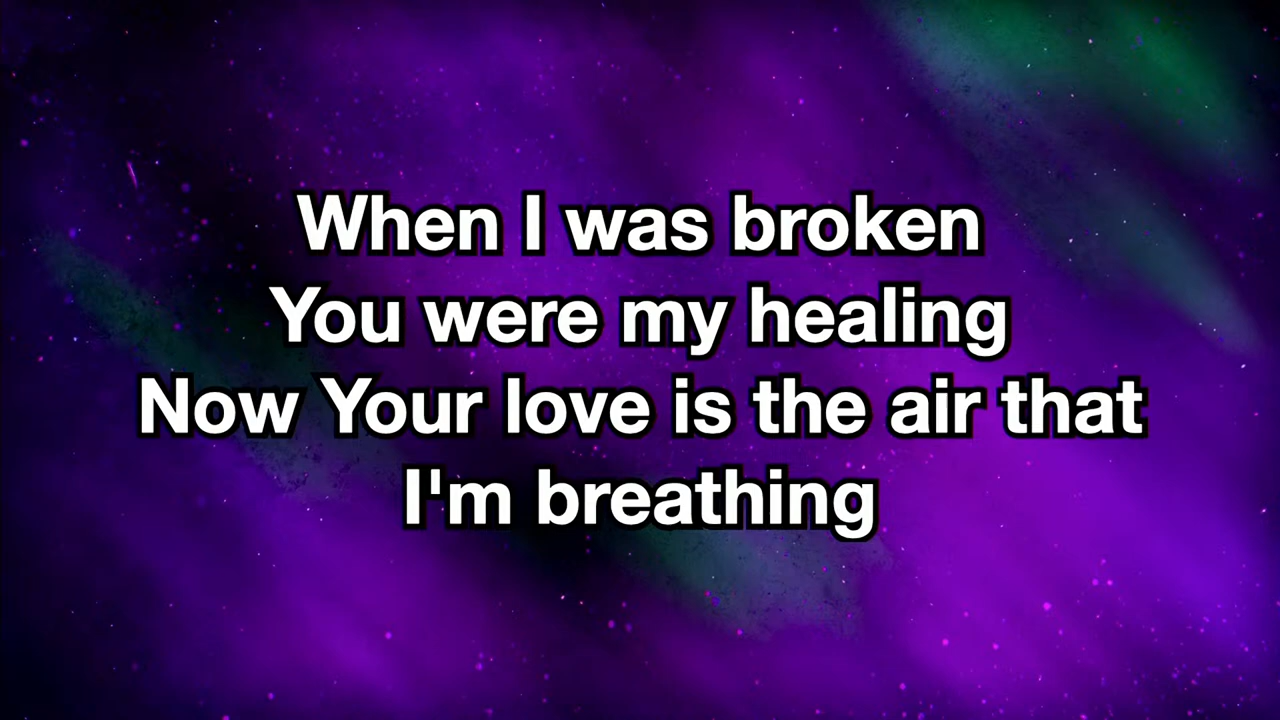 When I was broken
You were my healing
Now Your love is the air that
I'm breathing